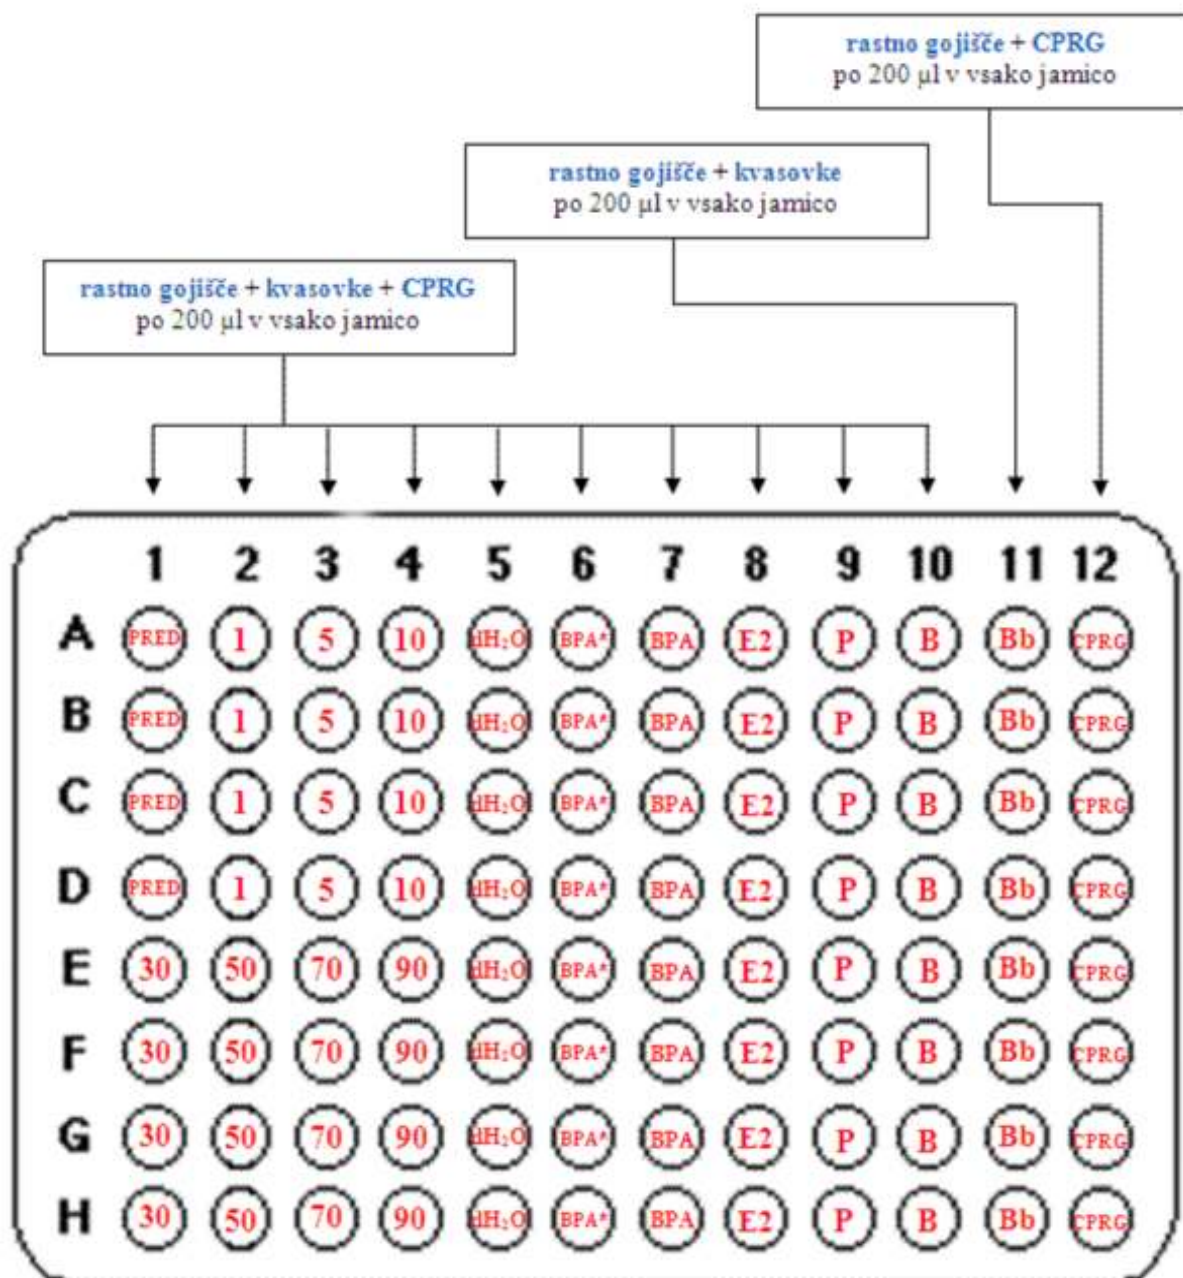 rastno gojišče + CPRG
po 200 µl v vsako jamico
rastno gojišče + kvasovke
po 200 µl v vsako jamico
rastno gojišče + kvasovke + CPRG
po 200 µl v vsako jamico
1 2 3 4 5 6 7 8 9 10 11 12
A PRED 1 5 10 dH₂O BPA* BPA E2 P B Bb CPRG
B PRED 1 5 10 dH₂O BPA* BPA E2 P B Bb CPRG
C PRED 1 5 10 dH₂O BPA* BPA E2 P B Bb CPRG
D PRED 1 5 10 dH₂O BPA* BPA E2 P B Bb CPRG
E 30 50 70 90 dH₂O BPA* BPA E2 P B Bb CPRG
F 30 50 70 90 dH₂O BPA* BPA E2 P B Bb CPRG
G 30 50 70 90 dH₂O BPA* BPA E2 P B Bb CPRG
H 30 50 70 90 dH₂O BPA* BPA E2 P B Bb CPRG